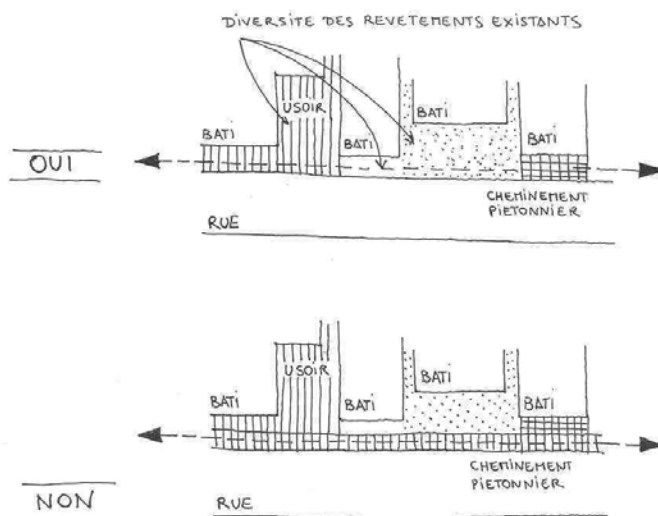 DIVERSITE DES REVETEMENTS EXISTANTS
USOIR
BATI
BATI
BATI
BATI
OUI
CHEMINEMENT
PIETONNIER
RUE
USOIR
BATI
BATI
BATI
BATI
CHEMINEMENT
PIETONNIER
NON
RUE